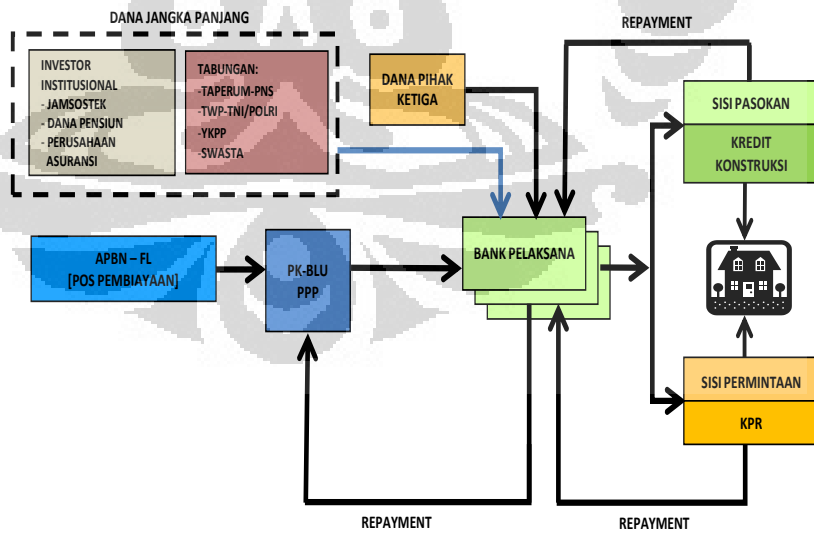 DANA JANGKA PANJANG
INVESTOR
INSTITUSIONAL
- JAMSOSTEK
- DANA PENSIUN
- PERUSAHAAN
ASURANSI
TABUNGAN:
-TAPERUM-PNS
-TWP-TNI/POLRI
-YKPP
-SWASTA
DANA PIHAK
KETIGA
REPAYMENT
SISI PASOKAN
KREDIT
KONSTRUKSI
APBN – FL
[POS PEMBIAYAAN]
PK-BLU
PPP
BANK PELAKSANA
SISI PERMINTAAN
KPR
REPAYMENT
REPAYMENT